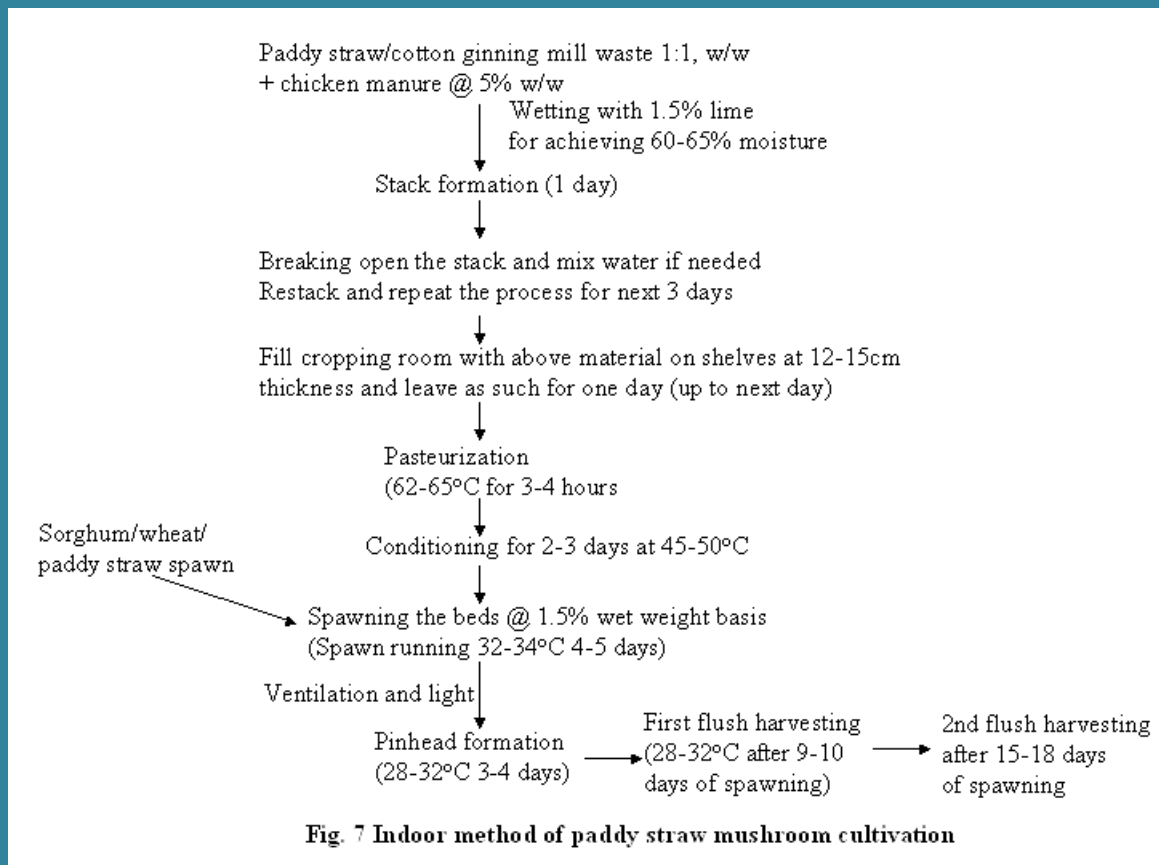 Paddy straw/cotton ginning mill waste 1:1, w/w
+ chicken manure @ 5% w/w
Wetting with 1.5% lime
for achieving 60-65% moisture
Stack formation (1 day)
Breaking open the stack and mix water if needed
Restack and repeat the process for next 3 days
Fill cropping room with above material on shelves at 12-15cm
thickness and leave as such for one day (up to next day)
Pasteurization
(62-65°C for 3-4 hours
Conditioning for 2-3 days at 45-50°C
Sorghum/wheat/
paddy straw spawn
Spawning the beds @ 1.5% wet weight basis
(Spawn running 32-34°C 4-5 days)
Ventilation and light
Pinhead formation
(28-32°C 3-4 days)
First flush harvesting
(28-32°C after 9-10
days of spawning)
2nd flush harvesting
after 15-18 days
of spawning
Fig. 7 Indoor method of paddy straw mushroom cultivation